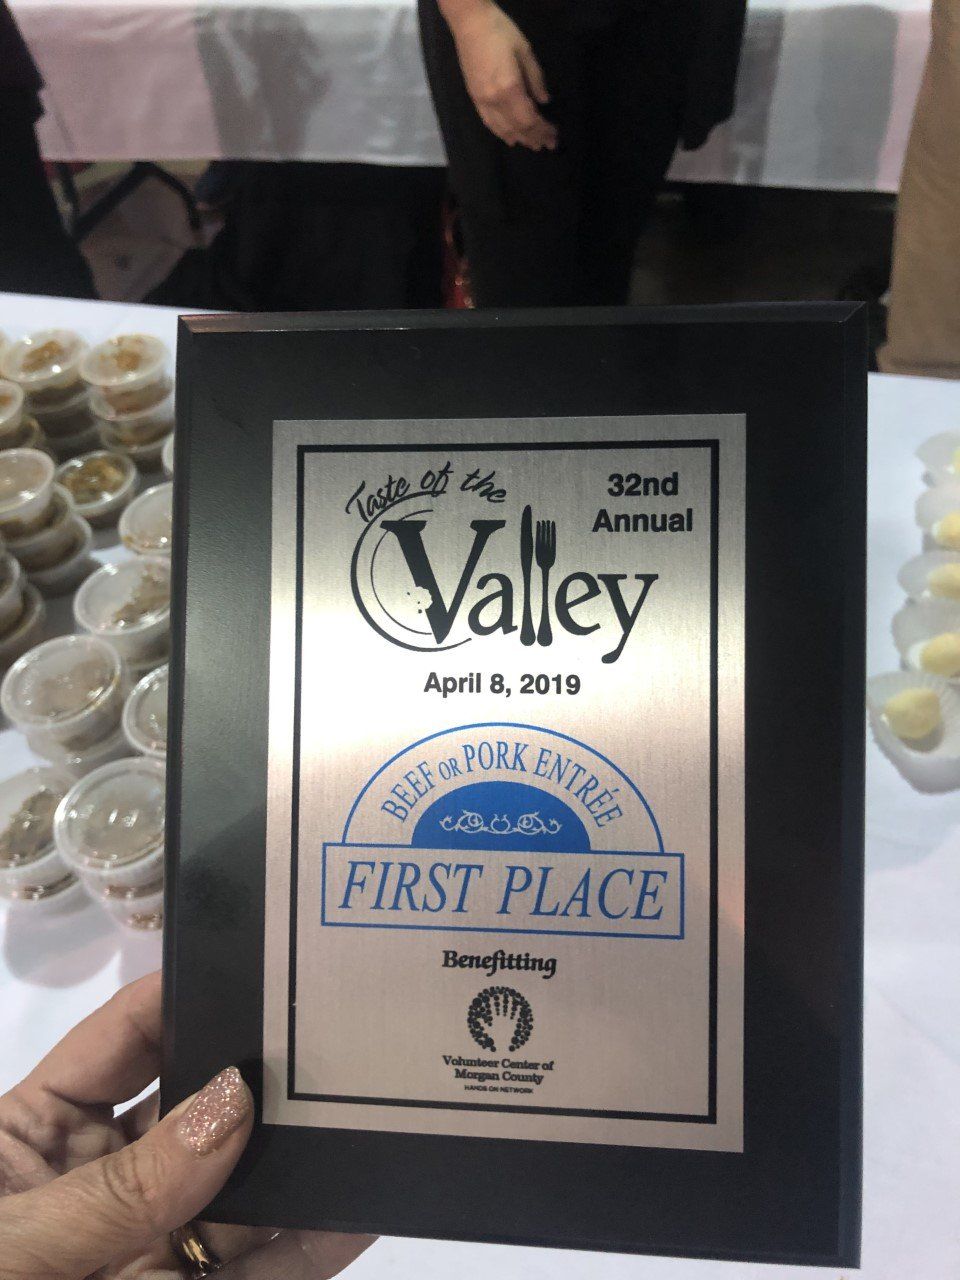 Taste of the
Valley
32nd
Annual
April 8, 2019
BEEF OR PORK ENTRÉE
FIRST PLACE
Benefitting
Volunteer Center of
Morgan County
HANDS ON NETWORK